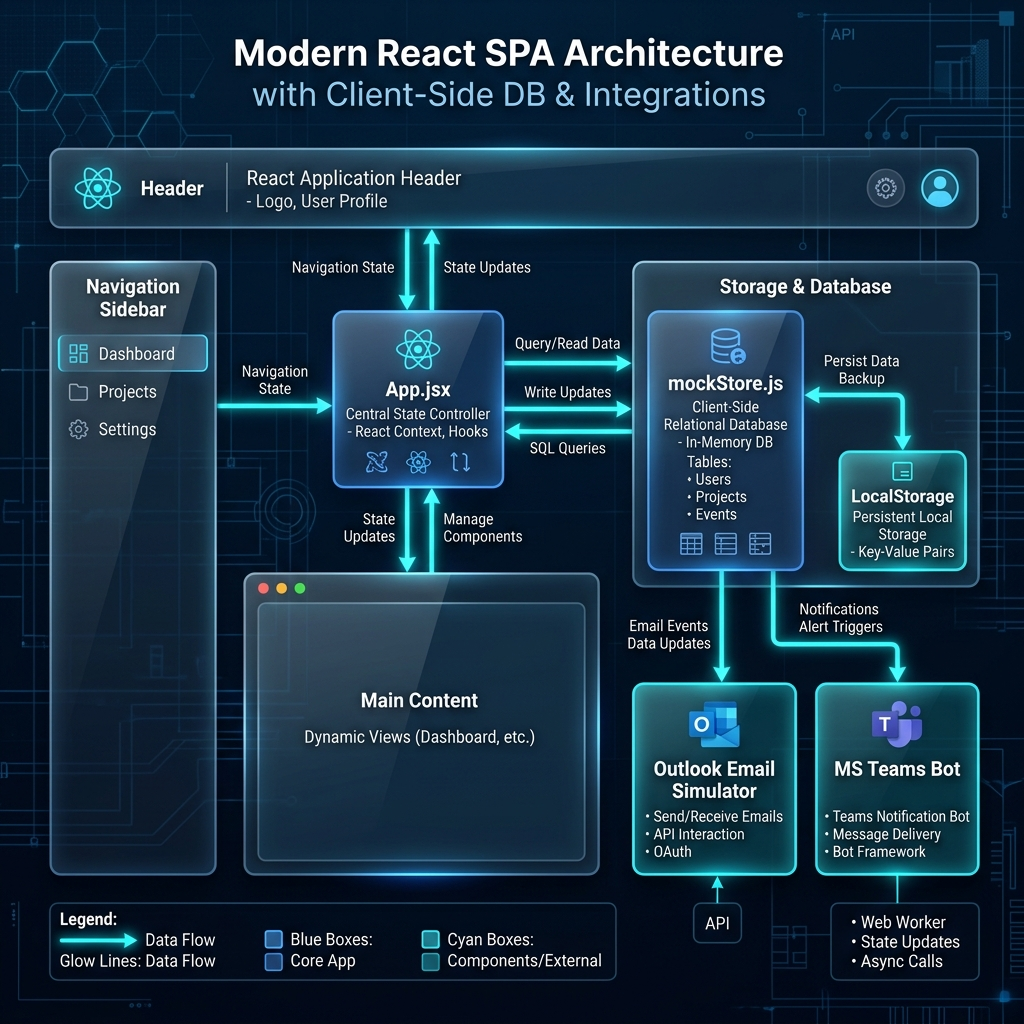 API
Modern React SPA Architecture
with Client-Side DB & Integrations
Header
React Application Header
- Logo, User Profile
Navigation State
State Updates
Navigation
Sidebar
Dashboard
Projects
Settings
Navigation
State
App.jsx
Central State Controller
- React Context, Hooks
Query/Read Data
Write Updates
SQL Queries
Storage & Database
mockStore.js
Client-Side
Relational Database
- In-Memory DB
Tables:
• Users
• Projects
• Events
Persist Data
Backup
LocalStorage
Persistent Local
Storage
- Key-Value Pairs
State
Updates
Manage
Components
Main Content
Dynamic Views (Dashboard, etc.)
Email Events
Data Updates
Notifications
Alert Triggers
O
Outlook Email
Simulator
• Send/Receive Emails
• API Interaction
• OAuth
T
MS Teams Bot
• Teams Notification Bot
• Message Delivery
• Bot Framework
API
• Web Worker
• State Updates
• Async Calls
Legend:
Data Flow
Glow Lines: Data Flow
Blue Boxes:
Core App
Cyan Boxes:
Components/External